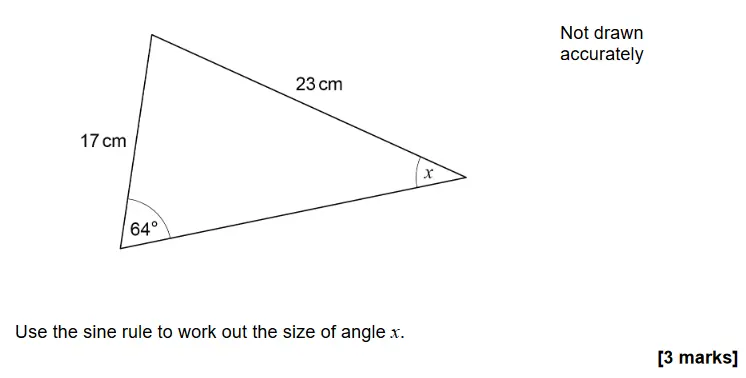 Not drawn
accurately
23 cm
17 cm
x
64°
Use the sine rule to work out the size of angle x.
[3 marks]